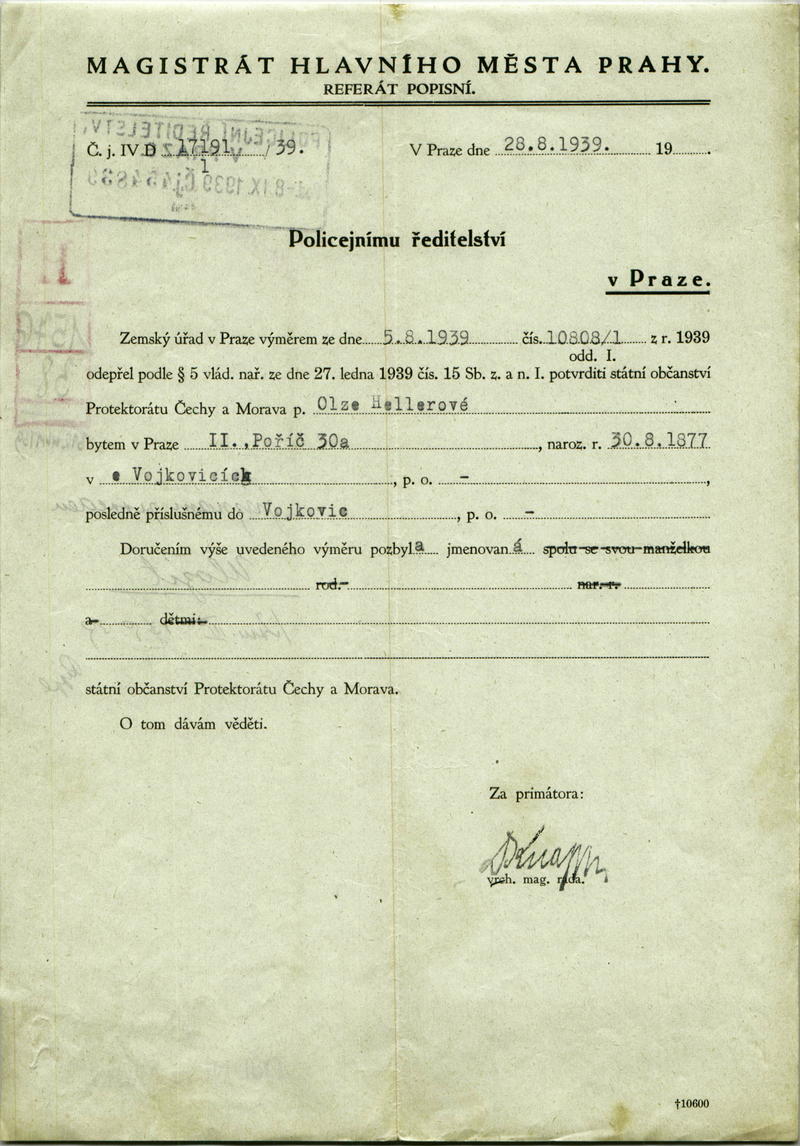 MAGISTRÁT HLAVNÍHO MĚSTA PRAHY.
REFERÁT POPISNÍ.
Č. j. IV D 17191 / 39. V Praze dne 28.8.1939. 19
1
Policejnímu ředitelství
v Praze.
Zemský úřad v Praze výměrem ze dne 5.8.1939 čís. 10808/1 z r. 1939
odd. I.
odepřel podle § 5 vlád. nař. ze dne 27. ledna 1939 čís. 15 Sb. z. a n. I. potvrditi státní občanství
Protektorátu Čechy a Morava p. Olze Hellerové
bytem v Praze II.,Poříč 30a, naroz. r. 30.8.1877
v Vojkovicích, p. o. -
posledně příslušnému do Vojkovic, p. o. -
Doručením výše uvedeného výměru pozbyla jmenovaná spolu se svou manželkou
rod. nar. r.
a dětmi:
státní občanství Protektorátu Čechy a Morava.
O tom dávám věděti.
Za primátora:
vrch. mag. rada.
†10600